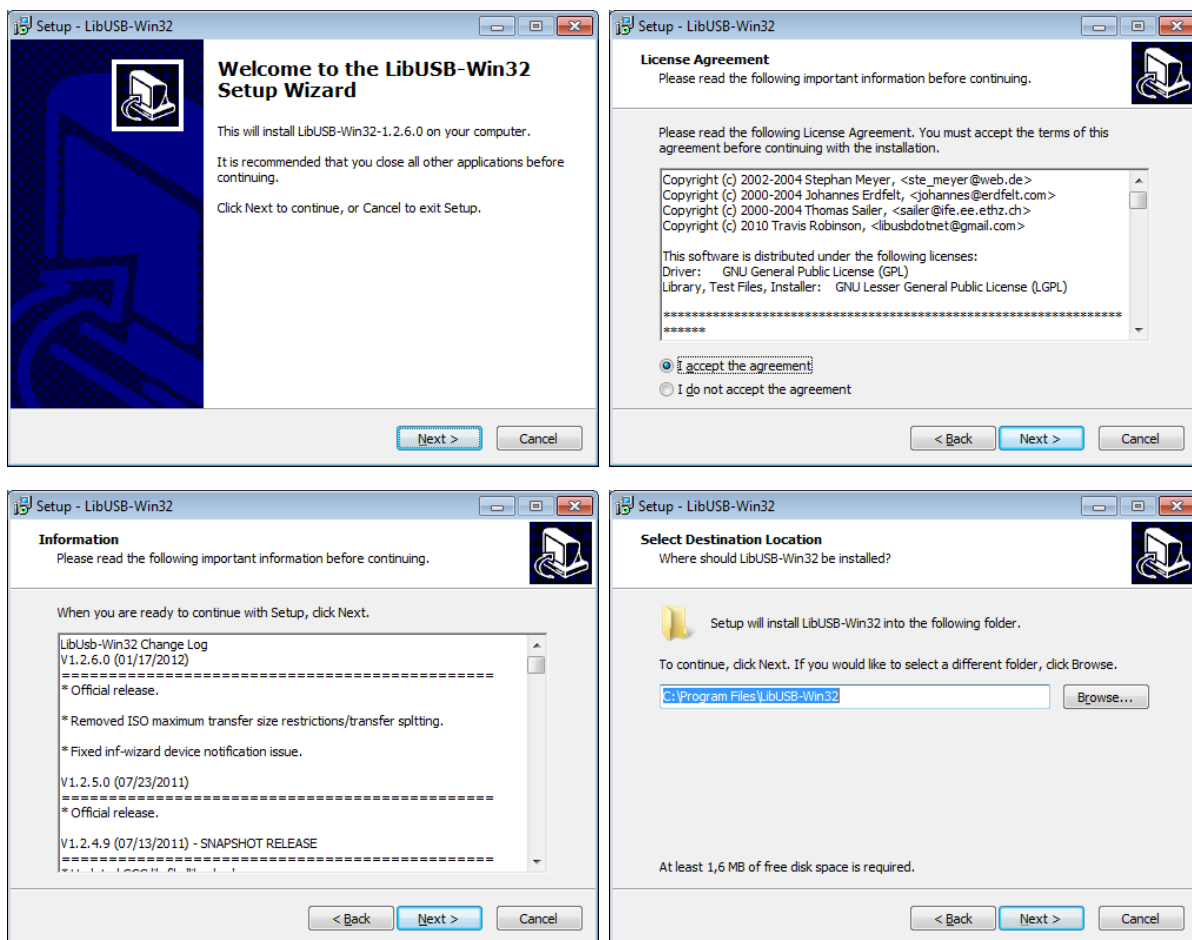 Setup - LibUSB-Win32
Welcome to the LibUSB-Win32
Setup Wizard
This will install LibUSB-Win32-1.2.6.0 on your computer.
It is recommended that you close all other applications before
continuing.
Click Next to continue, or Cancel to exit Setup.
Next >
Cancel
Setup - LibUSB-Win32
License Agreement
Please read the following important information before continuing.
Please read the following License Agreement. You must accept the terms of this
agreement before continuing with the installation.
Copyright (c) 2002-2004 Stephan Meyer, <ste_meyer@web.de>
Copyright (c) 2000-2004 Johannes Erdfelt, <johannes@erdfelt.com>
Copyright (c) 2000-2004 Thomas Sailer, <sailer@ife.ee.ethz.ch>
Copyright (c) 2010 Travis Robinson, <libusbdotnet@gmail.com>
This software is distributed under the following licenses:
Driver: GNU General Public License (GPL)
Library, Test Files, Installer: GNU Lesser General Public License (LGPL)
*****************************************************************
******
I accept the agreement
I do not accept the agreement
< Back
Next >
Cancel
Setup - LibUSB-Win32
Information
Please read the following important information before continuing.
When you are ready to continue with Setup, click Next.
LibUsb-Win32 Change Log
V1.2.6.0 (01/17/2012)
==================================================
* Official release.
* Removed ISO maximum transfer size restrictions/transfer spltting.
* Fixed inf-wizard device notification issue.
V1.2.5.0 (07/23/2011)
==================================================
* Official release.
V1.2.4.9 (07/13/2011) - SNAPSHOT RELEASE
==================================================
< Back
Next >
Cancel
Setup - LibUSB-Win32
Select Destination Location
Where should LibUSB-Win32 be installed?
Setup will install LibUSB-Win32 into the following folder.
To continue, click Next. If you would like to select a different folder, click Browse.
C:\Program Files\LibUSB-Win32
Browse...
At least 1,6 MB of free disk space is required.
< Back
Next >
Cancel